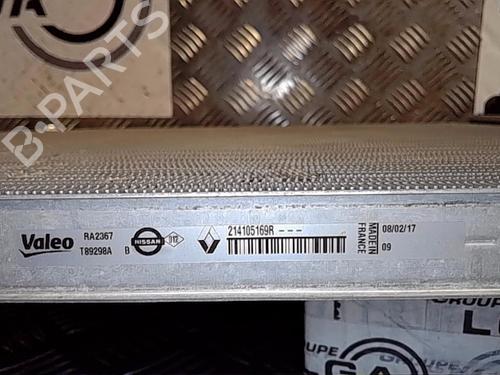 B-PARTS
Valeo
RA2367
T89298A
B
NISSAN
214105169R - - -
MADE IN
FRANCE
08/02/17
09
GROUPE